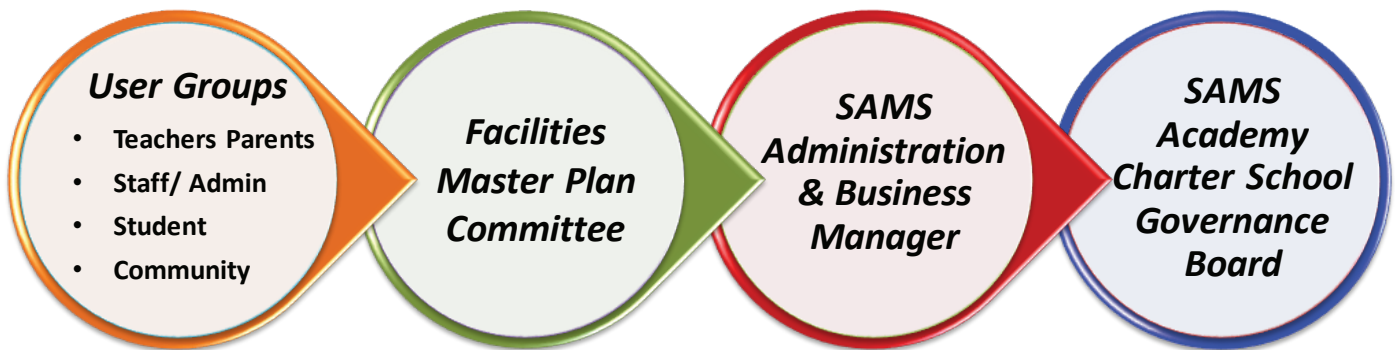 User Groups
• Teachers Parents
• Staff/ Admin
• Student
• Community
Facilities
Master Plan
Committee
SAMS
Administration
& Business
Manager
SAMS
Academy
Charter School
Governance
Board